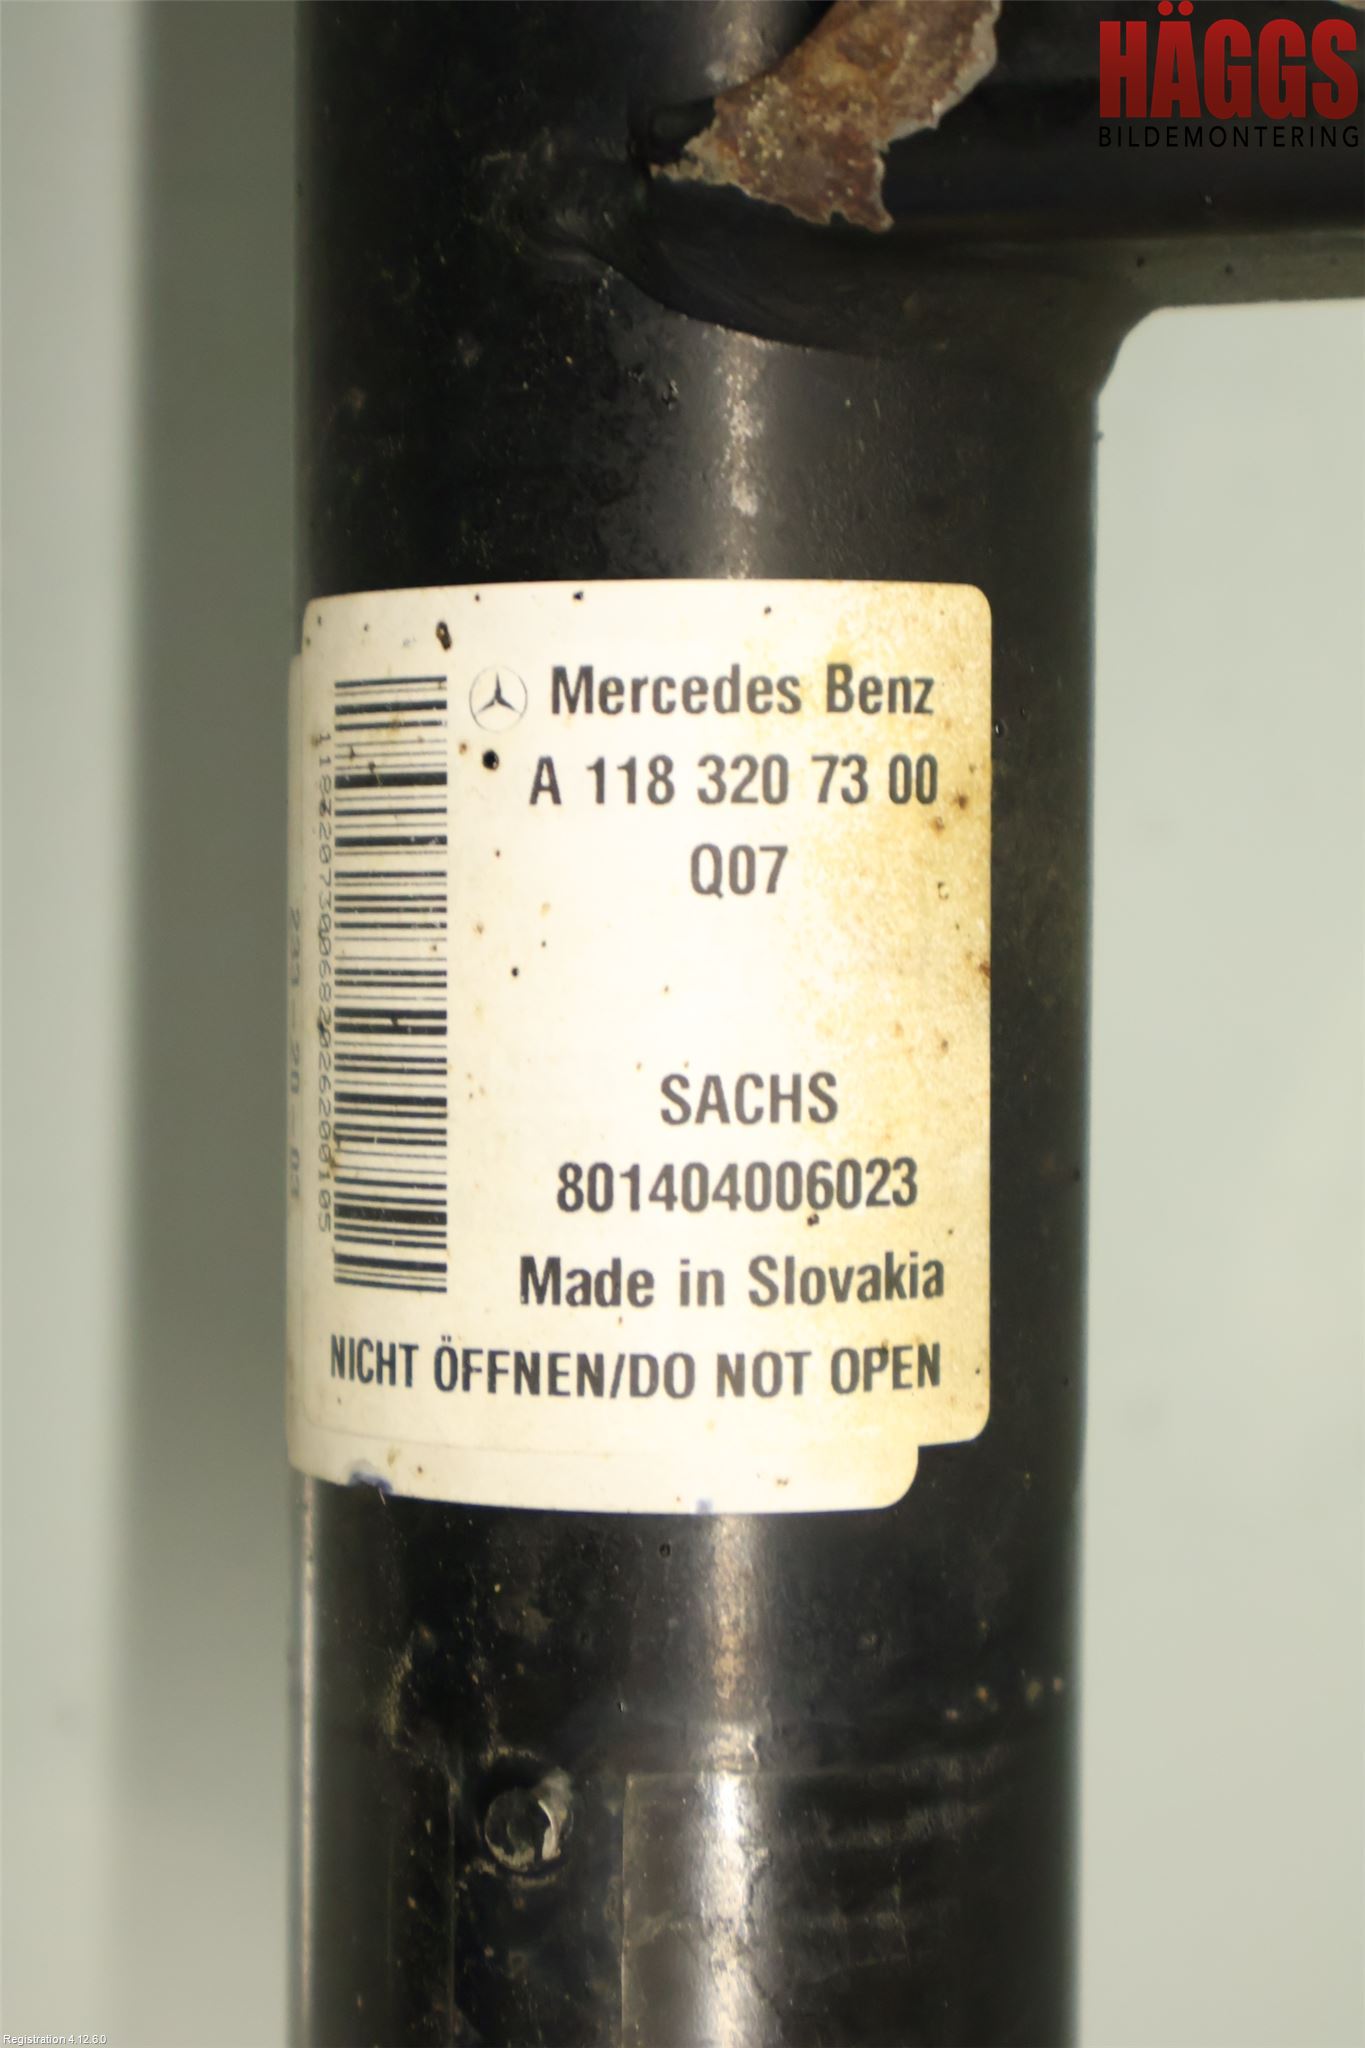 HÄGGS
BILDEMONTERING
Mercedes Benz
A 118 320 73 00
Q07
SACHS
801404006023
Made in Slovakia
NICHT ÖFFNEN/DO NOT OPEN
Registration 4.12.6.0